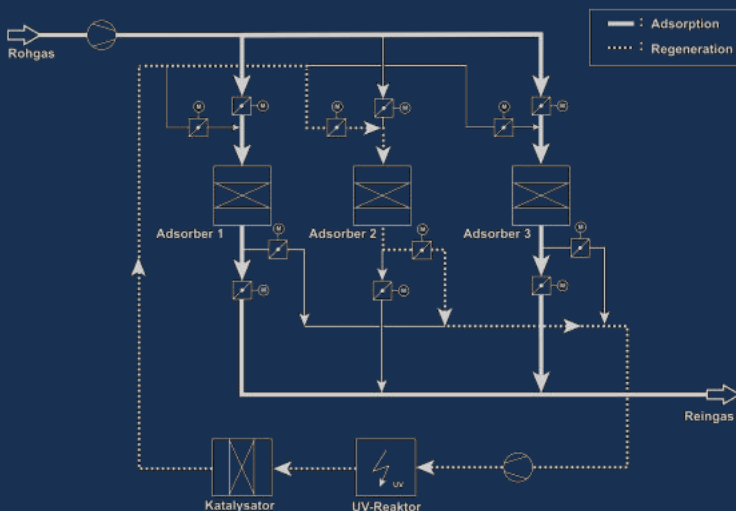 : Adsorption
: Regeneration
Rohgas
M
M
M
M
M
M
Adsorber 1
Adsorber 2
Adsorber 3
M
M
M
M
M
M
Reingas
UV
Katalysator
UV-Reaktor